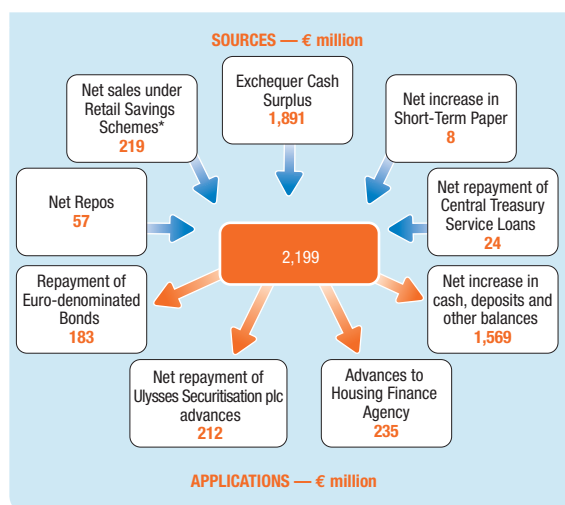 SOURCES — € million
Net sales under
Retail Savings
Schemes*
219
Exchequer Cash
Surplus
1,891
Net increase in
Short-Term Paper
8
Net Repos
57
Net repayment of
Central Treasury
Service Loans
24
2,199
Repayment of
Euro-denominated
Bonds
183
Net increase in
cash, deposits and
other balances
1,569
Net repayment of
Ulysses Securitisation plc
advances
212
Advances to
Housing Finance
Agency
235
APPLICATIONS — € million